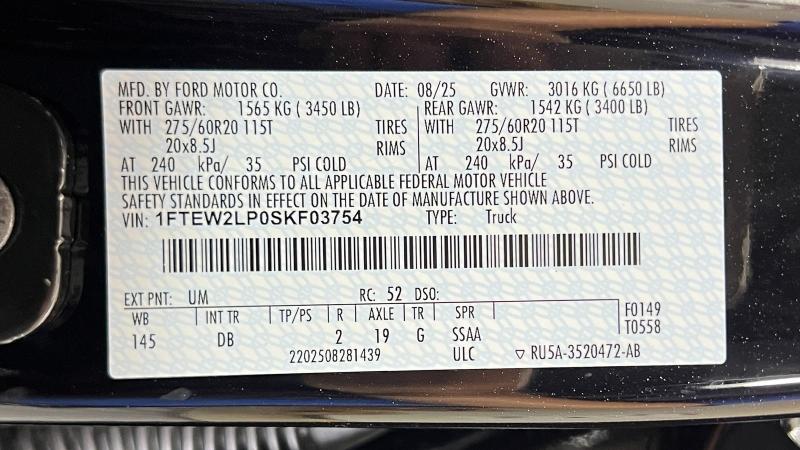 MFD. BY FORD MOTOR CO. DATE: 08/25 GVWR: 3016 KG ( 6650 LB)
FRONT GAWR: 1565 KG ( 3450 LB) REAR GAWR: 1542 KG ( 3400 LB)
WITH 275/60R20 115T TIRES WITH 275/60R20 115T TIRES
20x8.5J RIMS 20x8.5J RIMS
AT 240 kPa/ 35 PSI COLD AT 240 kPa/ 35 PSI COLD
THIS VEHICLE CONFORMS TO ALL APPLICABLE FEDERAL MOTOR VEHICLE
SAFETY STANDARDS IN EFFECT ON THE DATE OF MANUFACTURE SHOWN ABOVE.
VIN: 1FTEW2LP0SKF03754 TYPE: Truck
EXT PNT: UM RC: 52 DSO:
WB INT TR TP/PS R AXLE TR SPR F0149
145 DB 2 19 G SSAA T0558
2202508281439 ULC ▽ RU5A-3520472-AB